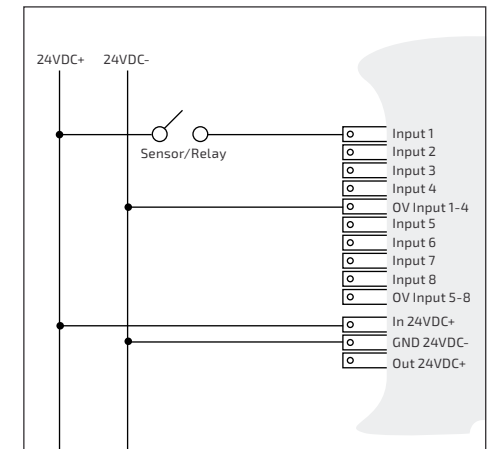 24VDC+ 24VDC-
Sensor/Relay
Input 1
Input 2
Input 3
Input 4
0V Input 1-4
Input 5
Input 6
Input 7
Input 8
0V Input 5-8
In 24VDC+
GND 24VDC-
Out 24VDC+